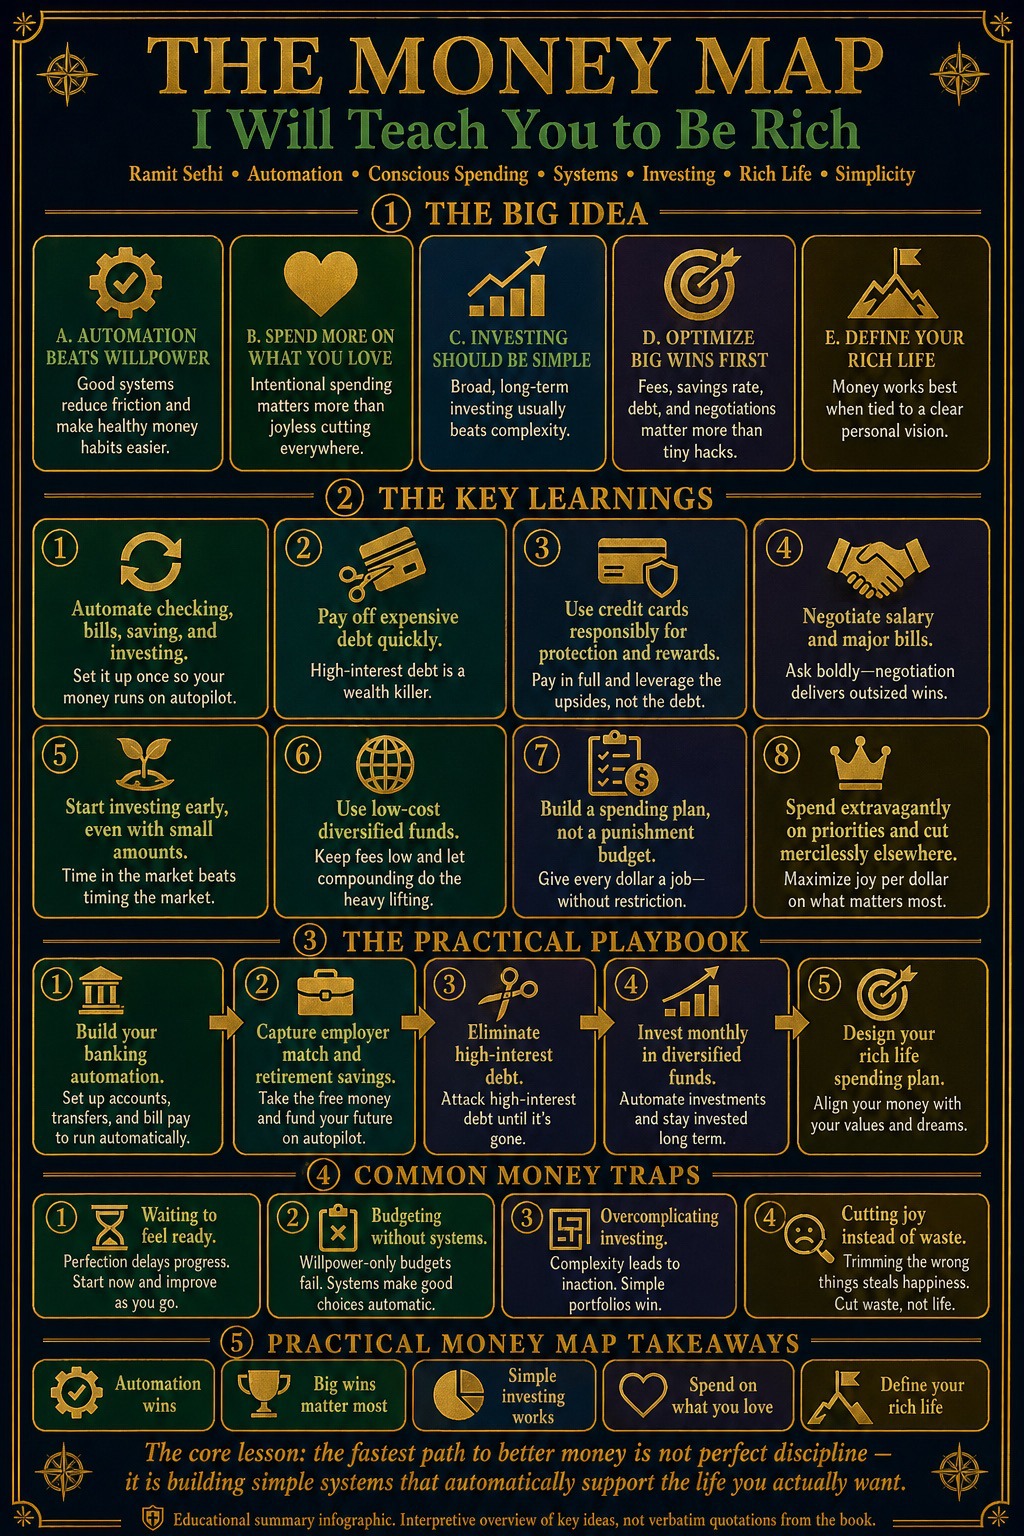 THE MONEY MAP
I Will Teach You to Be Rich
Ramit Sethi • Automation • Conscious Spending • Systems • Investing • Rich Life • Simplicity
1 THE BIG IDEA
A. AUTOMATION
BEATS WILLPOWER
Good systems
reduce friction and
make healthy money
habits easier.
B. SPEND MORE ON
WHAT YOU LOVE
Intentional spending
matters more than
joyless cutting
everywhere.
C. INVESTING
SHOULD BE SIMPLE
Broad, long-term
investing usually
beats complexity.
D. OPTIMIZE
BIG WINS FIRST
Fees, savings rate,
debt, and negotiations
matter more than
tiny hacks.
E. DEFINE YOUR
RICH LIFE
Money works best
when tied to a clear
personal vision.
2 THE KEY LEARNINGS
1
Automate checking,
bills, saving, and
investing.
Set it up once so your
money runs on autopilot.
2
Pay off expensive
debt quickly.
High-interest debt is a
wealth killer.
3
Use credit cards
responsibly for
protection and rewards.
Pay in full and leverage the
upsides, not the debt.
4
Negotiate salary
and major bills.
Ask boldly—negotiation
delivers outsized wins.
5
Start investing early,
even with small
amounts.
Time in the market beats
timing the market.
6
Use low-cost
diversified funds.
Keep fees low and let
compounding do the
heavy lifting.
7
$
Build a spending plan,
not a punishment
budget.
Give every dollar a job—
without restriction.
8
Spend extravagantly
on priorities and cut
mercilessly elsewhere.
Maximize joy per dollar
on what matters most.
3 THE PRACTICAL PLAYBOOK
1
Build your
banking
automation.
Set up accounts,
transfers, and bill pay
to run automatically.
2
Capture employer
match and
retirement savings.
Take the free money
and fund your future
on autopilot.
3
Eliminate
high-interest
debt.
Attack high-interest
debt until it's
gone.
4
Invest monthly
in diversified
funds.
Automate investments
and stay invested
long term.
5
Design your
rich life
spending plan.
Align your money with
your values and dreams.
4 COMMON MONEY TRAPS
1
Waiting to
feel ready.
Perfection delays progress.
Start now and improve
as you go.
2
Budgeting
without systems.
Willpower-only budgets
fail. Systems make good
choices automatic.
3
Overcomplicating
investing.
Complexity leads to
inaction. Simple
portfolios win.
4
Cutting joy
instead of waste.
Trimming the wrong
things steals happiness.
Cut waste, not life.
5 PRACTICAL MONEY MAP TAKEAWAYS
Automation
wins
Big wins
matter most
Simple
investing
works
Spend on
what you love
Define your
rich life
The core lesson: the fastest path to better money is not perfect discipline —
it is building simple systems that automatically support the life you actually want.
Educational summary infographic. Interpretive overview of key ideas, not verbatim quotations from the book.